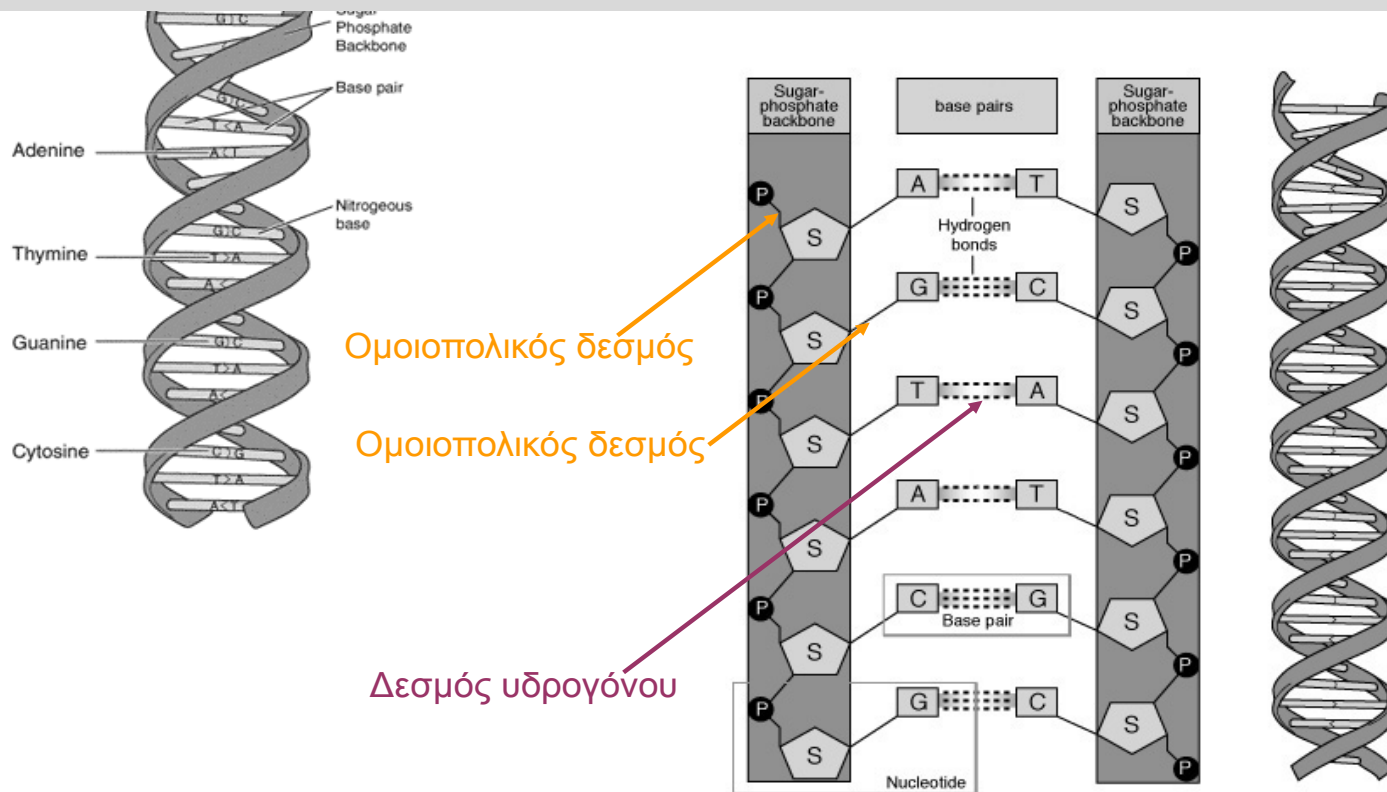 G C
Sugar
Phosphate
Backbone
Base pair
G C
T < A
Adenine
A < T
Nitrogeous
base
G C
Thymine
T > A
A <
Guanine
G C
T > A
A <
Cytosine
C G
T > A
A < T
Sugar-
phosphate
backbone
base pairs
Sugar-
phosphate
backbone
P
A
T
S
S
Hydrogen
bonds
P
P
G
C
S
S
Ομοιοπολικός δεσμός
P
P
T
A
S
S
Ομοιοπολικός δεσμός
P
P
A
T
S
S
P
P
C
G
Base pair
S
S
Δεσμός υδρογόνου
P
P
G
C
S
S
P
Nucleotide